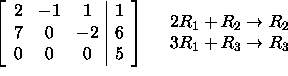 2 -1 1 | 1 2R₁ + R₂ → R₂
7 0 -2 | 6 3R₁ + R₃ → R₃
0 0 0 | 5